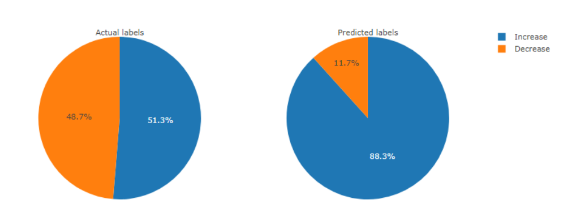 Actual labels
Predicted labels
Increase
Decrease
11.7%
48.7%
51.3%
88.3%